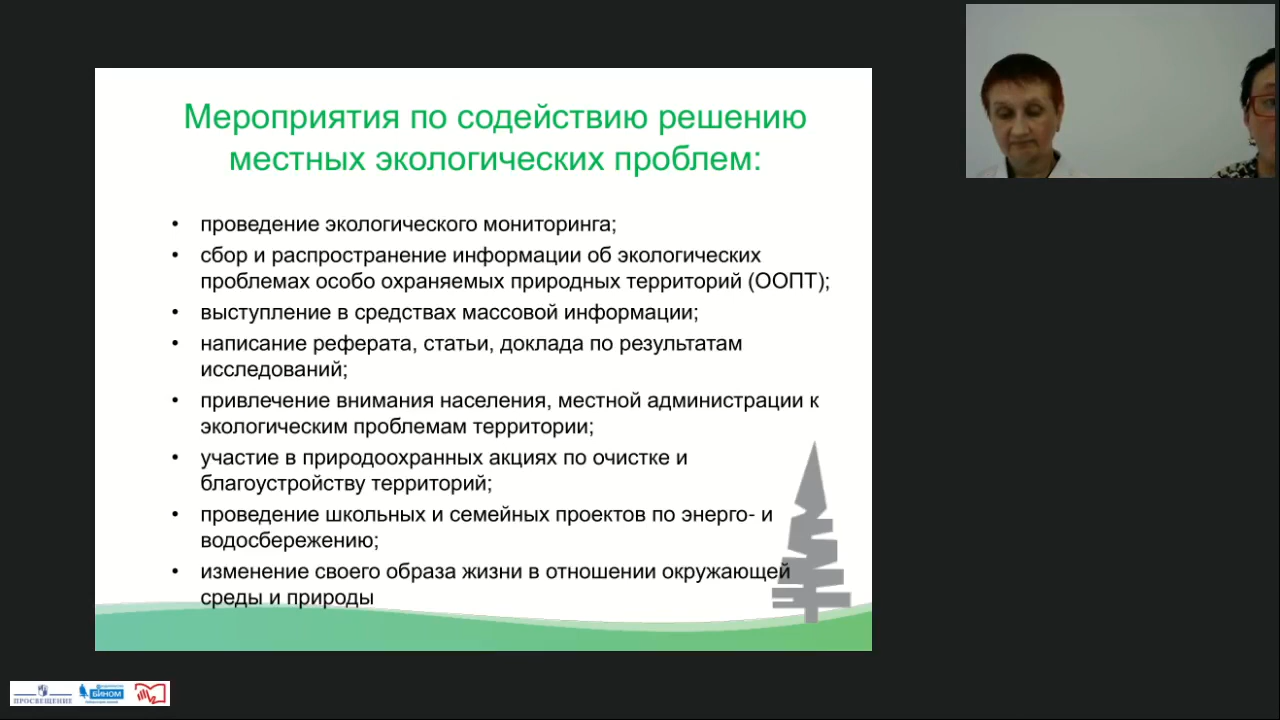 Мероприятия по содействию решению
местных экологических проблем:
• проведение экологического мониторинга;
• сбор и распространение информации об экологических
проблемах особо охраняемых природных территорий (ООПТ);
• выступление в средствах массовой информации;
• написание реферата, статьи, доклада по результатам
исследований;
• привлечение внимания населения, местной администрации к
экологическим проблемам территории;
• участие в природоохранных акциях по очистке и
благоустройству территорий;
• проведение школьных и семейных проектов по энерго- и
водосбережению;
• изменение своего образа жизни в отношении окружающей
среды и природы
ПРОСВЕЩЕНИЕ
БИНОМ